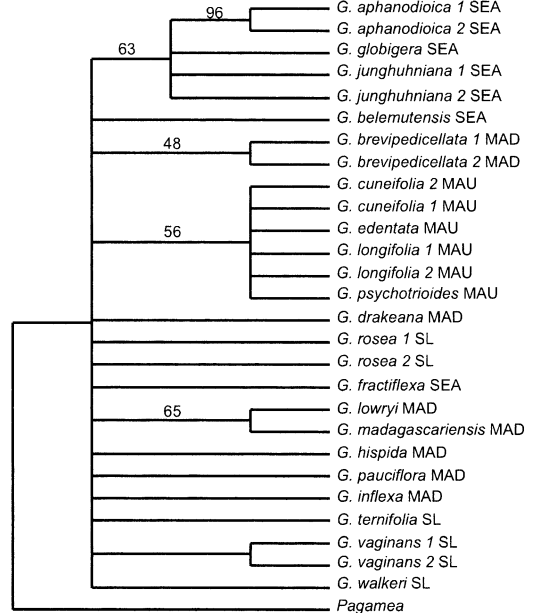 96
G. aphanodioica 1 SEA
G. aphanodioica 2 SEA
63
G. globigera SEA
G. junghuhniana 1 SEA
G. junghuhniana 2 SEA
G. belemutensis SEA
48
G. brevipedicellata 1 MAD
G. brevipedicellata 2 MAD
G. cuneifolia 2 MAU
G. cuneifolia 1 MAU
56
G. edentata MAU
G. longifolia 1 MAU
G. longifolia 2 MAU
G. psychotrioides MAU
G. drakeana MAD
G. rosea 1 SL
G. rosea 2 SL
G. fractiflexa SEA
65
G. lowryi MAD
G. madagascariensis MAD
G. hispida MAD
G. pauciflora MAD
G. inflexa MAD
G. ternifolia SL
G. vaginans 1 SL
G. vaginans 2 SL
G. walkeri SL
Pagamea